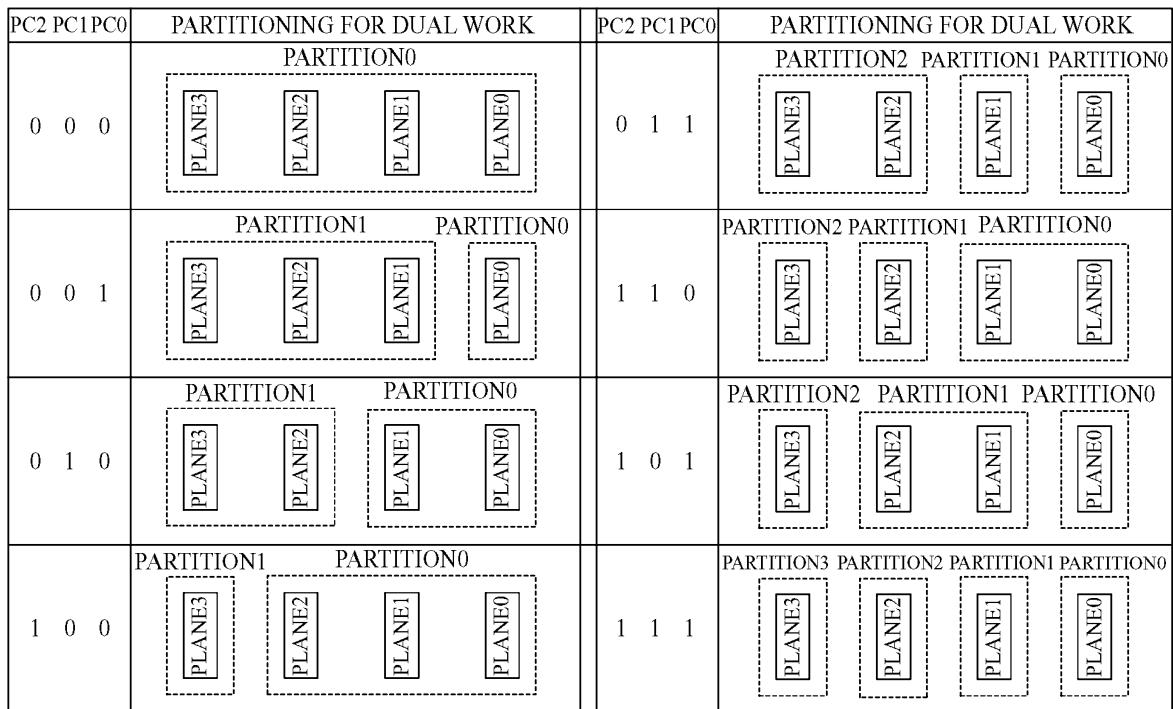 PC2 PC1 PC0 PARTITIONING FOR DUAL WORK PC2 PC1 PC0 PARTITIONING FOR DUAL WORK
PARTITION0
0 0 0 PLANE3 PLANE2 PLANE1 PLANE0
PARTITION2 PARTITION1 PARTITION0
0 1 1 PLANE3 PLANE2 PLANE1 PLANE0
PARTITION1 PARTITION0
0 0 1 PLANE3 PLANE2 PLANE1 PLANE0
PARTITION2 PARTITION1 PARTITION0
1 1 0 PLANE3 PLANE2 PLANE1 PLANE0
PARTITION1 PARTITION0
0 1 0 PLANE3 PLANE2 PLANE1 PLANE0
PARTITION2 PARTITION1 PARTITION0
1 0 1 PLANE3 PLANE2 PLANE1 PLANE0
PARTITION1 PARTITION0
1 0 0 PLANE3 PLANE2 PLANE1 PLANE0
PARTITION3 PARTITION2 PARTITION1 PARTITION0
1 1 1 PLANE3 PLANE2 PLANE1 PLANE0